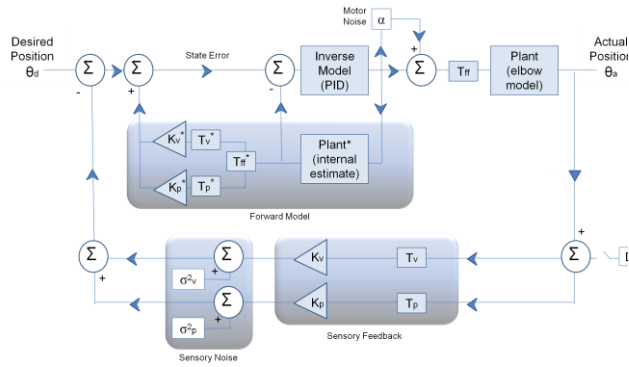 Motor
Noise
α
Desired
Position
θd
Σ
-
Σ
+
State Error
Σ
-
Inverse
Model
(PID)
+
Σ
Tff
Plant
(elbow
model)
Actual
Position
θa
Kv*
Tv*
Kp*
Tp*
Tff*
Plant*
(internal
estimate)
Forward Model
Σ
+
+
Σ
+
σ²v
Σ
+
σ²p
Sensory Noise
Kv
Tv
Kp
Tp
Sensory Feedback
+
Σ
D